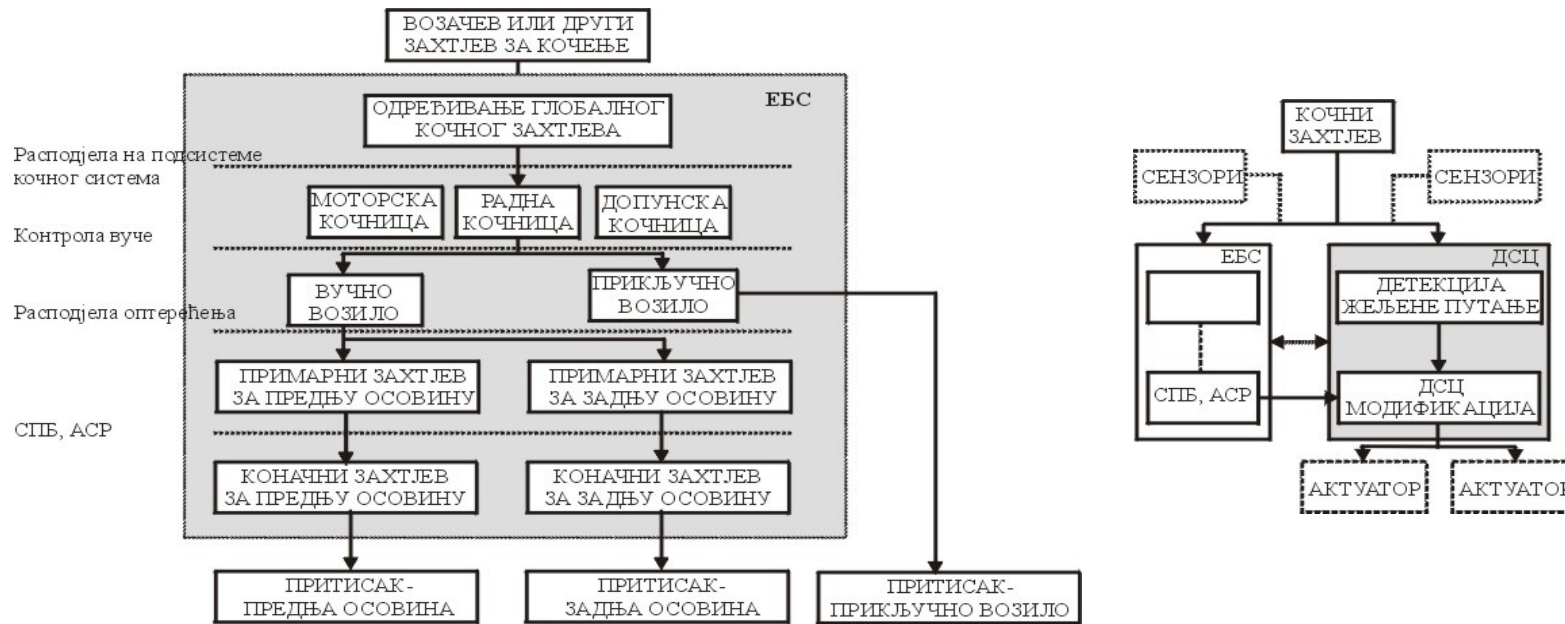 ВОЗАЧЕВ ИЛИ ДРУГИ
ЗАХТЈЕВ ЗА КОЧЕЊЕ
ЕБС
ОДРЕЂИВАЊЕ ГЛОБАЛНОГ
КОЧНОГ ЗАХТЈЕВА
Расподјела на подсистеме
кочног система
МОТОРСКА
КОЧНИЦА
РАДНА
КОЧНИЦА
ДОПУНСКА
КОЧНИЦА
Контрола вуче
ВУЧНО
ВОЗИЛО
ПРИКЉУЧНО
ВОЗИЛО
Расподјела оптерећења
ПРИМАРНИ ЗАХТЈЕВ
ЗА ПРЕДЊУ ОСОВИНУ
ПРИМАРНИ ЗАХТЈЕВ
ЗА ЗАДЊУ ОСОВИНУ
СПБ, АСР
КОНАЧНИ ЗАХТЈЕВ
ЗА ПРЕДЊУ ОСОВИНУ
КОНАЧНИ ЗАХТЈЕВ
ЗА ЗАДЊУ ОСОВИНУ
ПРИТИСАК-
ПРЕДЊА ОСОВИНА
ПРИТИСАК-
ЗАДЊА ОСОВИНА
ПРИТИСАК-
ПРИКЉУЧНО ВОЗИЛО
КОЧНИ
ЗАХТЈЕВ
СЕНЗОРИ
СЕНЗОРИ
ЕБС
ДСЦ
ДЕТЕКЦИЈА
ЖЕЉЕНЕ ПУТАЊЕ
СПБ, АСР
ДСЦ
МОДИФИКАЦИЈА
АКТУАТОР
АКТУАТОР